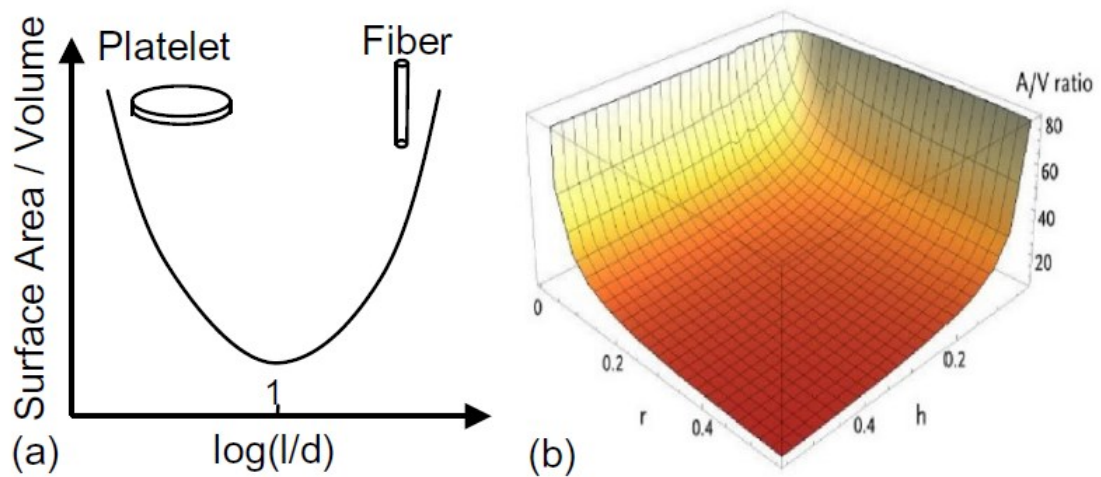 Surface Area / Volume
Platelet
Fiber
1
log(l/d)
(a)
A/V ratio
80
60
40
20
0
0.2
0.4
r
0.2
0.4
h
(b)